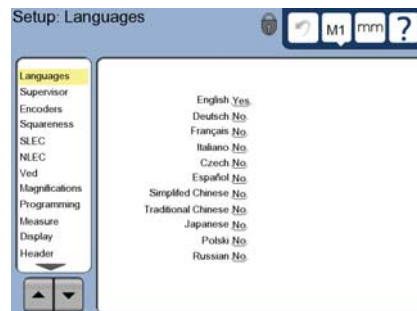 Setup: Languages
M1 mm ?
Languages
Supervisor
Encoders
Squareness
SLEC
NLEC
Ved
Magnifications
Programming
Measure
Display
Header
English Yes
Deutsch No
Français No
Italiano No
Czech No
Español No
Simplifed Chinese No
Traditional Chinese No
Japanese No
Polski No
Russian No